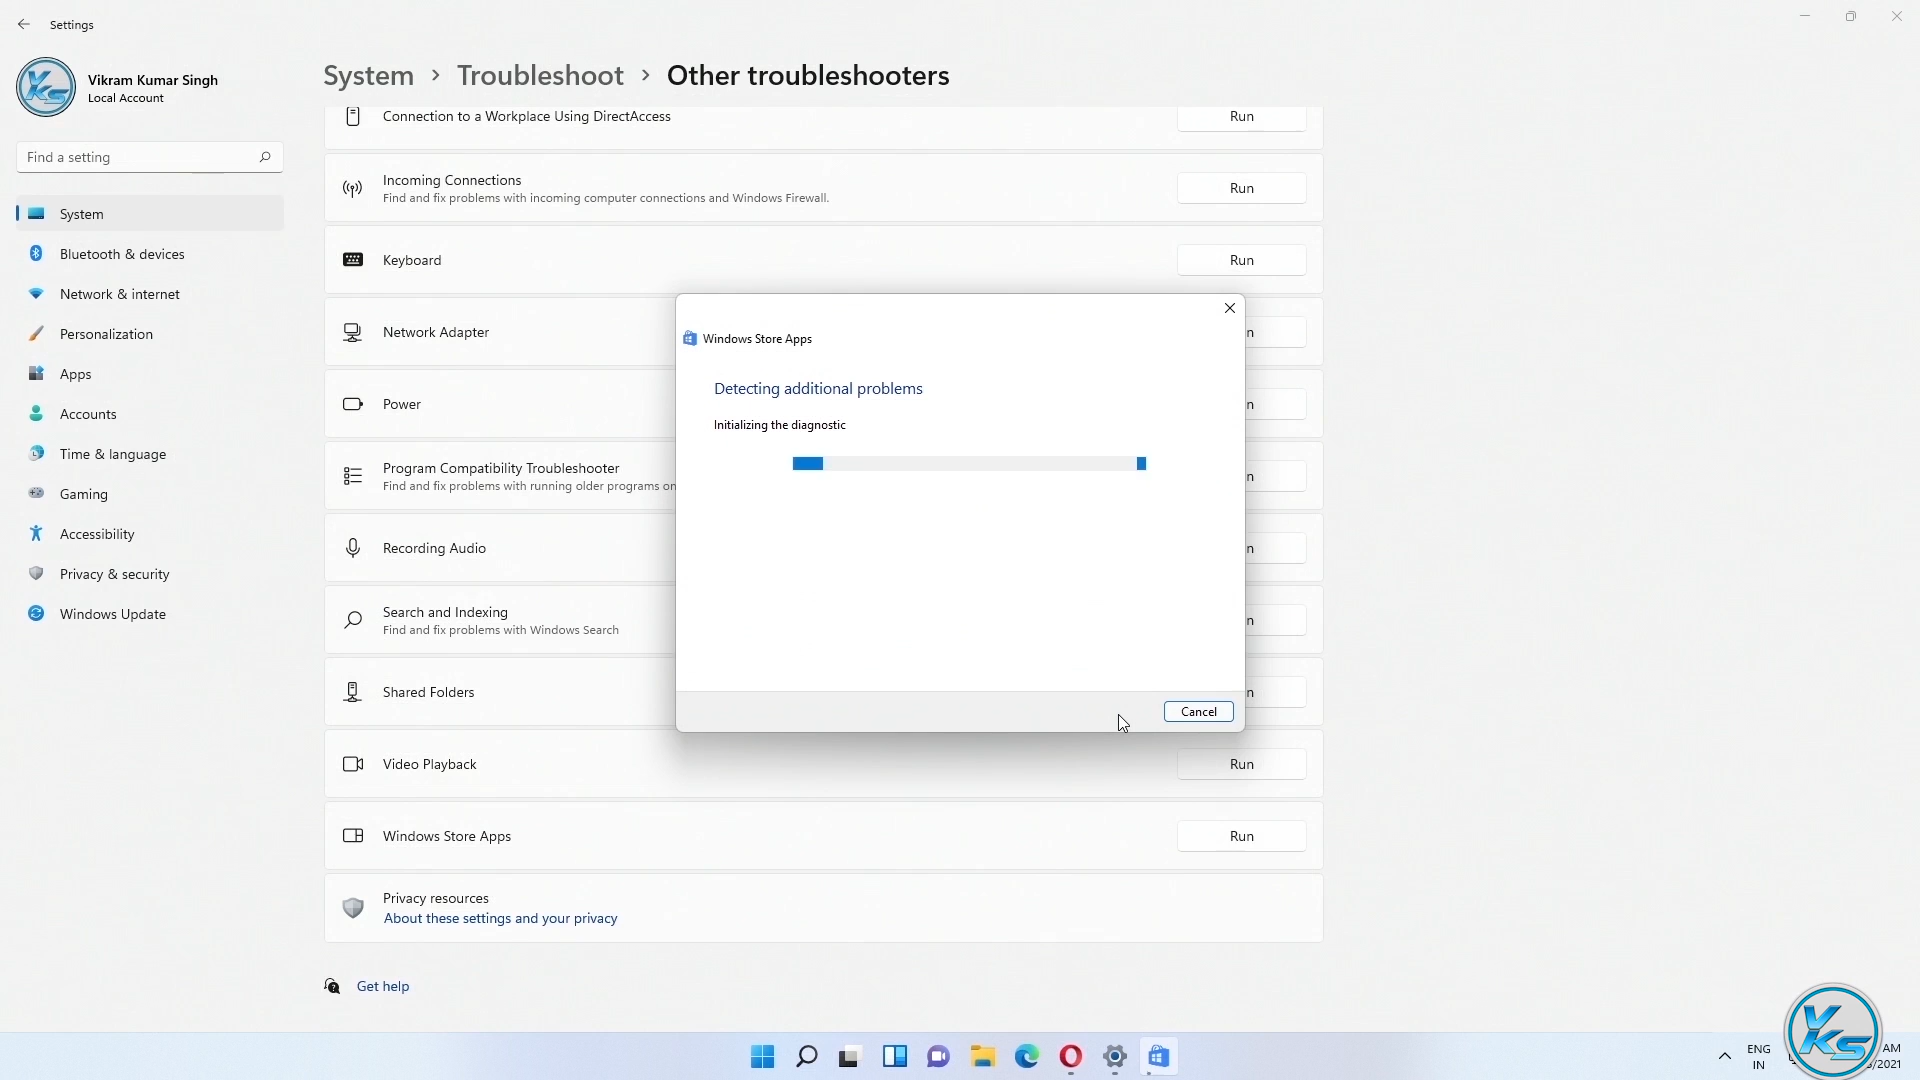 Settings
Vikram Kumar Singh
Local Account
Find a setting
System
Bluetooth & devices
Network & internet
Personalization
Apps
Accounts
Time & language
Gaming
Accessibility
Privacy & security
Windows Update
System > Troubleshoot > Other troubleshooters
Connection to a Workplace Using DirectAccess
Run
Incoming Connections
Find and fix problems with incoming computer connections and Windows Firewall.
Run
Keyboard
Run
Network Adapter
n
Power
n
Program Compatibility Troubleshooter
Find and fix problems with running older programs on
n
Recording Audio
n
Search and Indexing
Find and fix problems with Windows Search
n
Shared Folders
n
Video Playback
Run
Windows Store Apps
Run
Privacy resources
About these settings and your privacy
Get help
Windows Store Apps
Detecting additional problems
Initializing the diagnostic
Cancel
ENG
IN
AM
/2021
VKS